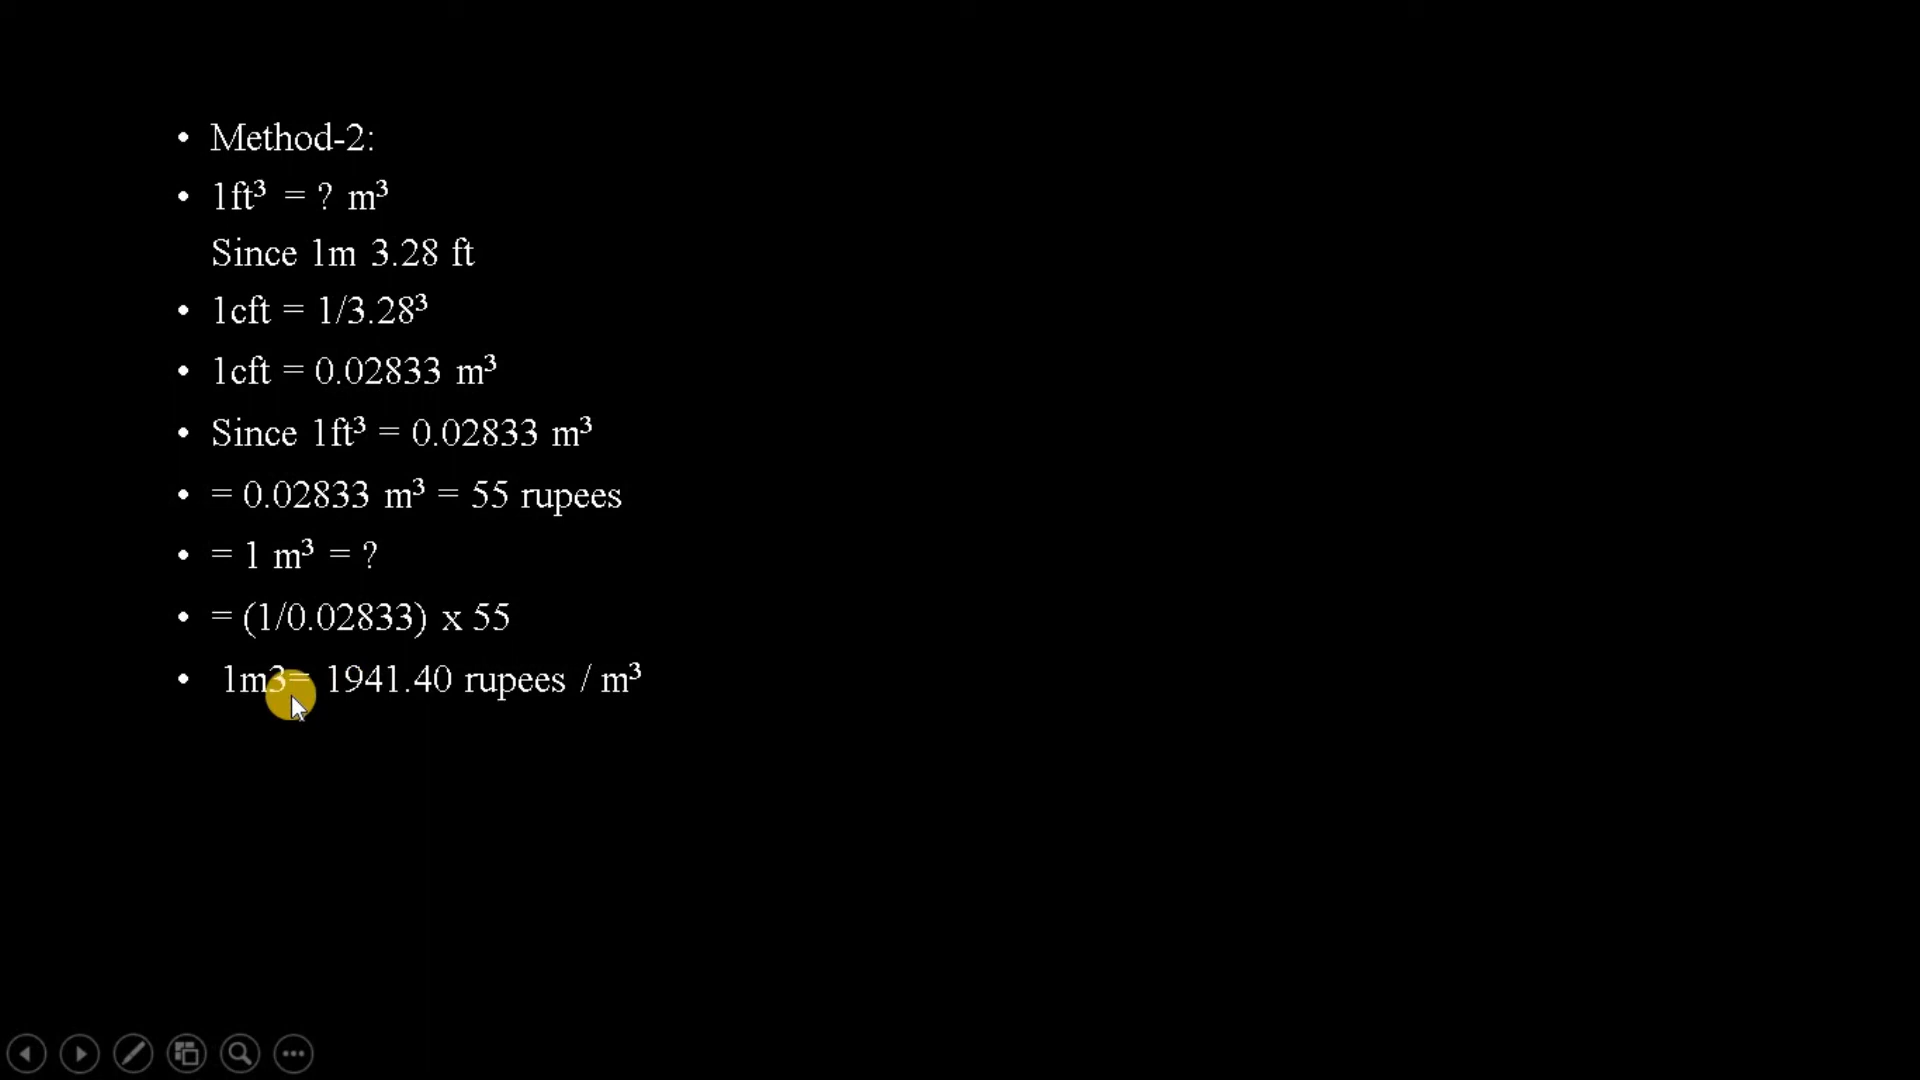 • Method-2:
• 1ft³ = ? m³
Since 1m 3.28 ft
• 1cft = 1/3.28³
• 1cft = 0.02833 m³
• Since 1ft³ = 0.02833 m³
• = 0.02833 m³ = 55 rupees
• = 1 m³ = ?
• = (1/0.02833) x 55
• 1m3= 1941.40 rupees / m³